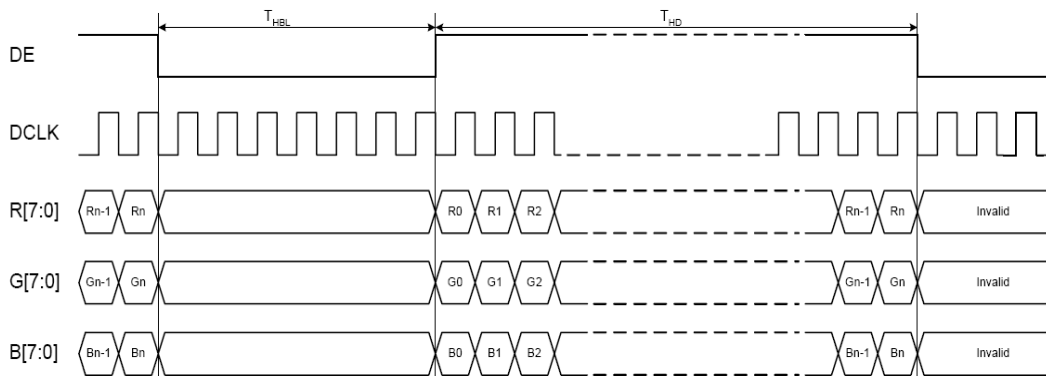 THBL THD
DE
DCLK
R[7:0] Rn-1 Rn R0 R1 R2 Rn-1 Rn Invalid
G[7:0] Gn-1 Gn G0 G1 G2 Gn-1 Gn Invalid
B[7:0] Bn-1 Bn B0 B1 B2 Bn-1 Bn Invalid